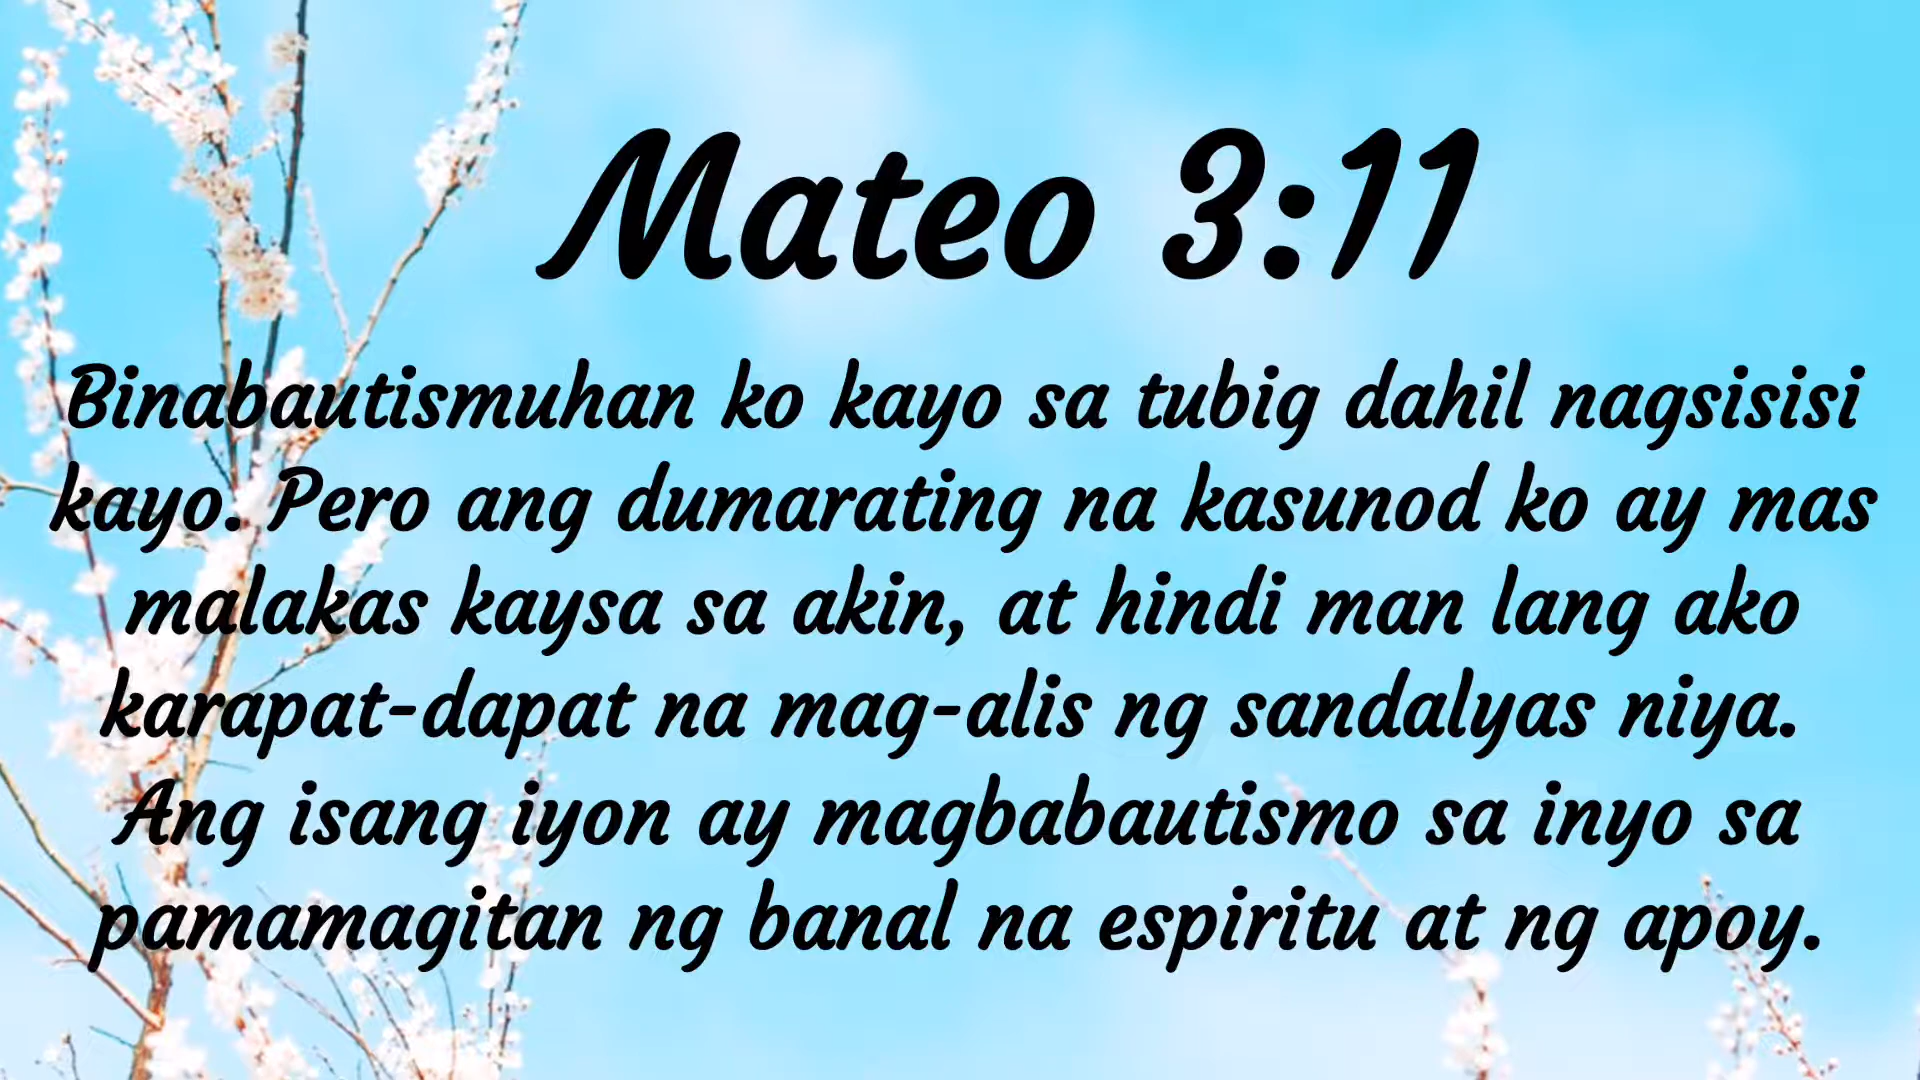 Mateo 3:11
Binabautismuhan ko kayo sa tubig dahil nagsisisi
kayo. Pero ang dumarating na kasunod ko ay mas
malakas kaysa sa akin, at hindi man lang ako
karapat-dapat na mag-alis ng sandalyas niya.
Ang isang iyon ay magbabautismo sa inyo sa
pamamagitan ng banal na espiritu at ng apoy.